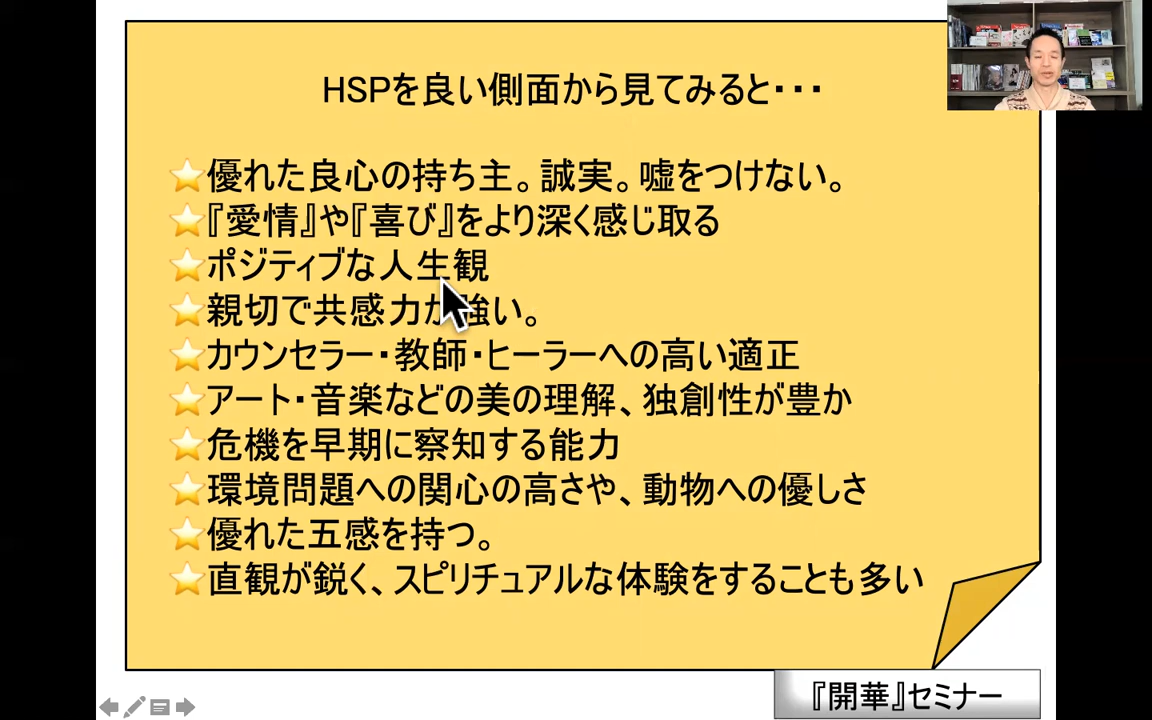 HSPを良い側面から見てみると・・・
⭐優れた良心の持ち主。誠実。嘘をつけない。
⭐『愛情』や『喜び』をより深く感じ取る
⭐ポジティブな人生観
⭐親切で共感力が強い。
⭐カウンセラー・教師・ヒーラーへの高い適正
⭐アート・音楽などの美の理解、独創性が豊か
⭐危機を早期に察知する能力
⭐環境問題への関心の高さや、動物への優しさ
⭐優れた五感を持つ。
⭐直観が鋭く、スピリチュアルな体験をすることも多い
『開華』セミナー